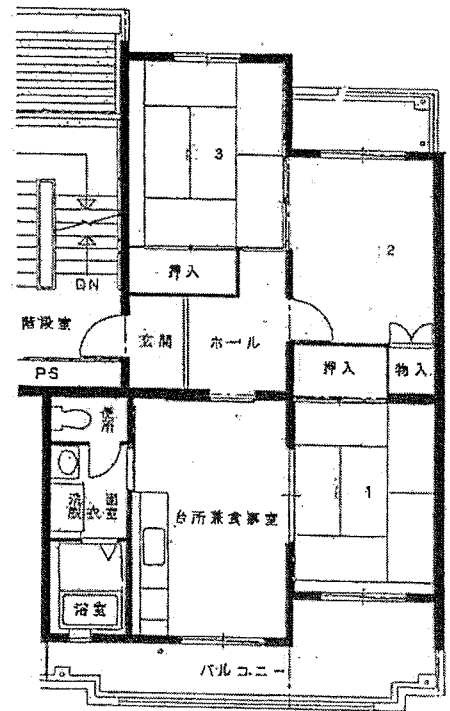 3
2
押入
DN
階段室
玄関
ホール
PS
押入
物入
便所
洗面
脱衣室
台所兼食事室
1
浴室
バルコニー